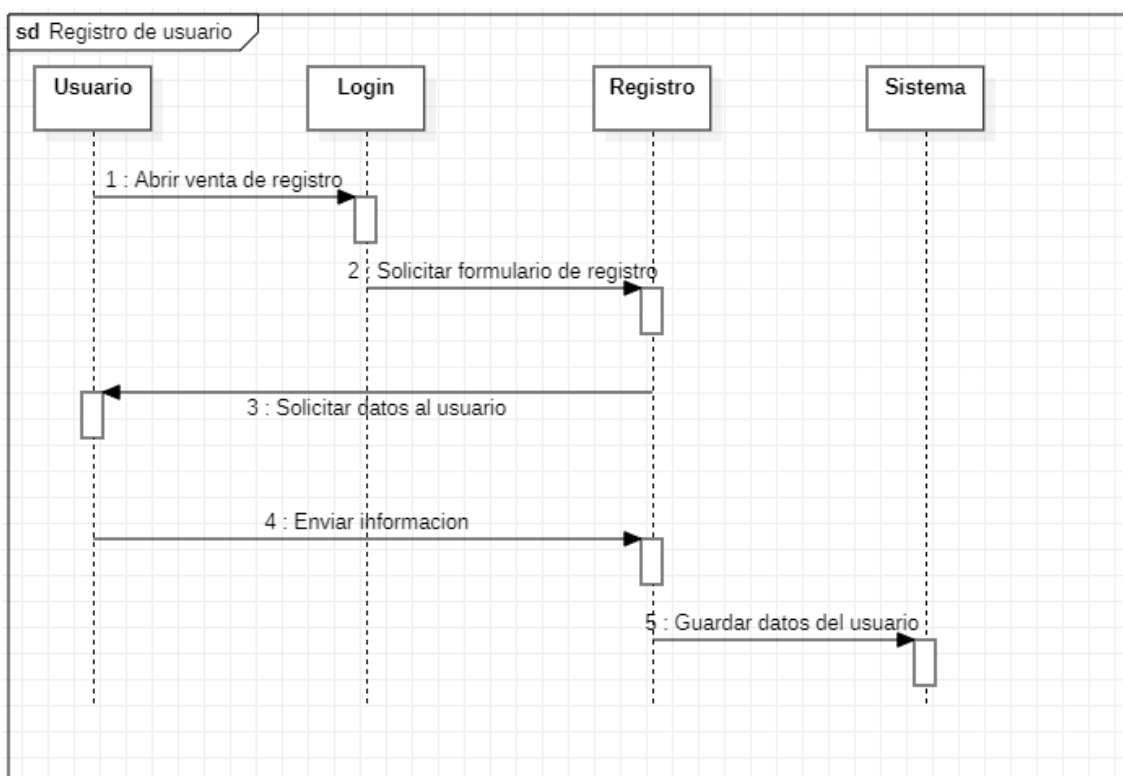 sd Registro de usuario
Usuario
Login
Registro
Sistema
1 : Abrir venta de registro
2 : Solicitar formulario de registro
3 : Solicitar datos al usuario
4 : Enviar informacion
5 : Guardar datos del usuario